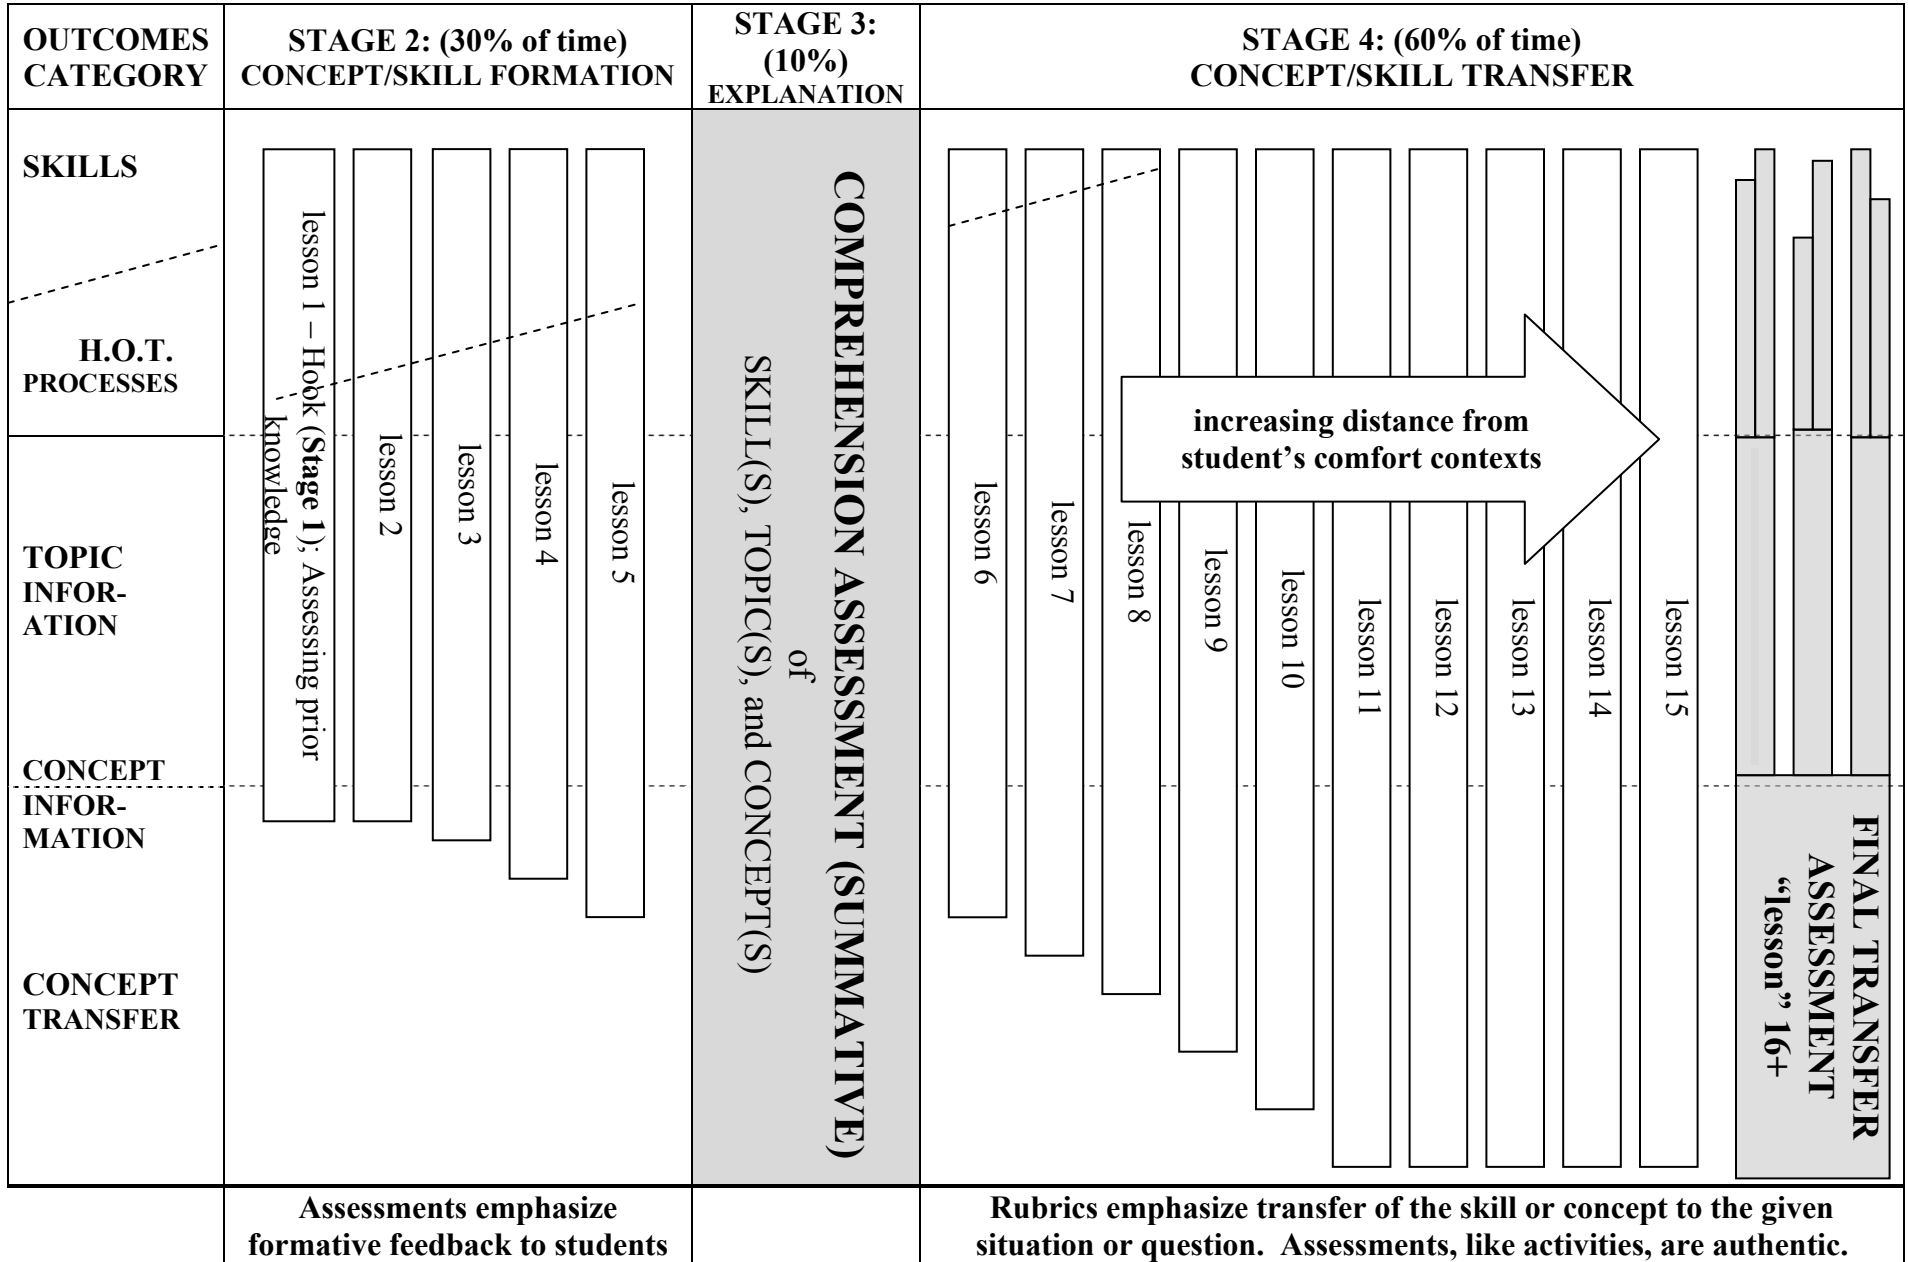 OUTCOMES
CATEGORY
STAGE 2: (30% of time)
CONCEPT/SKILL FORMATION
STAGE 3:
(10%)
EXPLANATION
STAGE 4: (60% of time)
CONCEPT/SKILL TRANSFER
SKILLS
H.O.T.
PROCESSES
TOPIC
INFOR-
ATION
CONCEPT
INFOR-
MATION
CONCEPT
TRANSFER
lesson 1 – Hook (Stage 1); Assessing prior
knowledge
lesson 2
lesson 3
lesson 4
lesson 5
COMPREHENSION ASSESSMENT (SUMMATIVE)
of
SKILL(S), TOPIC(S), and CONCEPT(S)
lesson 6
lesson 7
lesson 8
lesson 9
lesson 10
lesson 11
lesson 12
lesson 13
lesson 14
lesson 15
increasing distance from
student’s comfort contexts
FINAL TRANSFER
ASSESSMENT
“lesson” 16+
Assessments emphasize
formative feedback to students
Rubrics emphasize transfer of the skill or concept to the given
situation or question.  Assessments, like activities, are authentic.